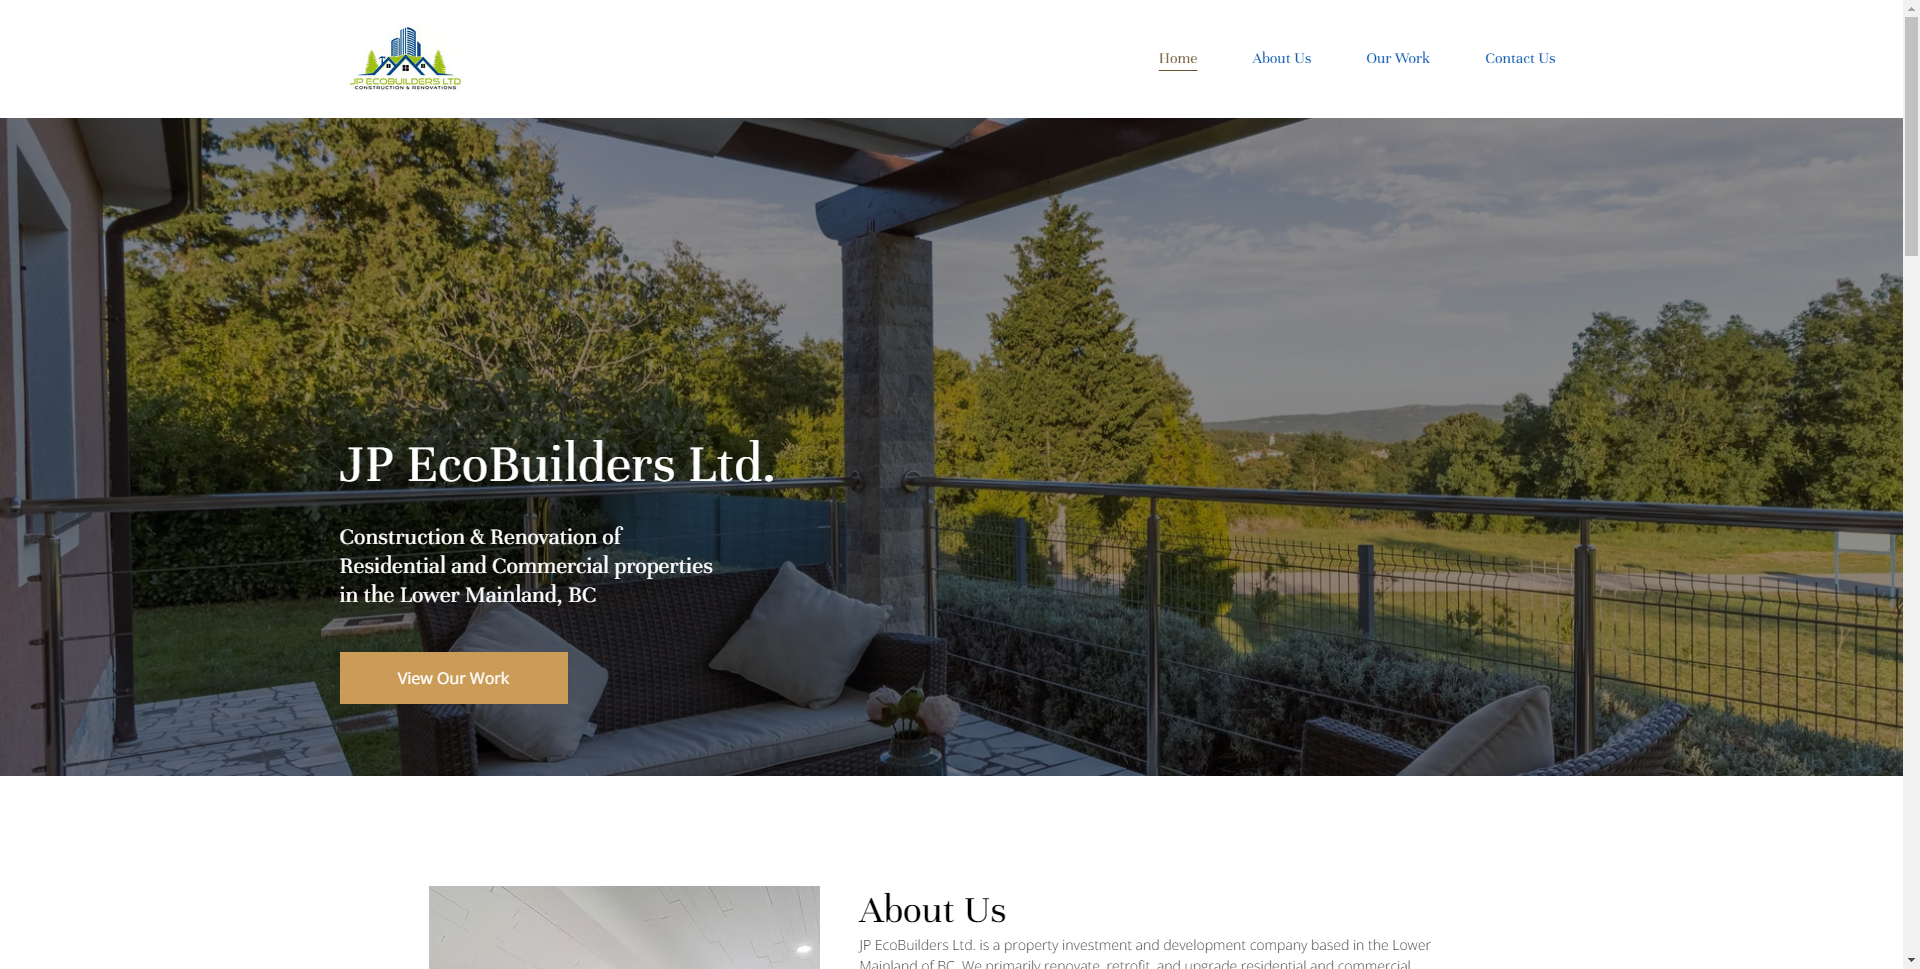 JP ECOBUILDERS LTD
CONSTRUCTION & RENOVATIONS
Home
About Us
Our Work
Contact Us
JP EcoBuilders Ltd.
Construction & Renovation of
Residential and Commercial properties
in the Lower Mainland, BC
View Our Work
About Us
JP EcoBuilders Ltd. is a property investment and development company based in the Lower
Mainland of BC. We primarily renovate, retrofit, and upgrade residential and commercial